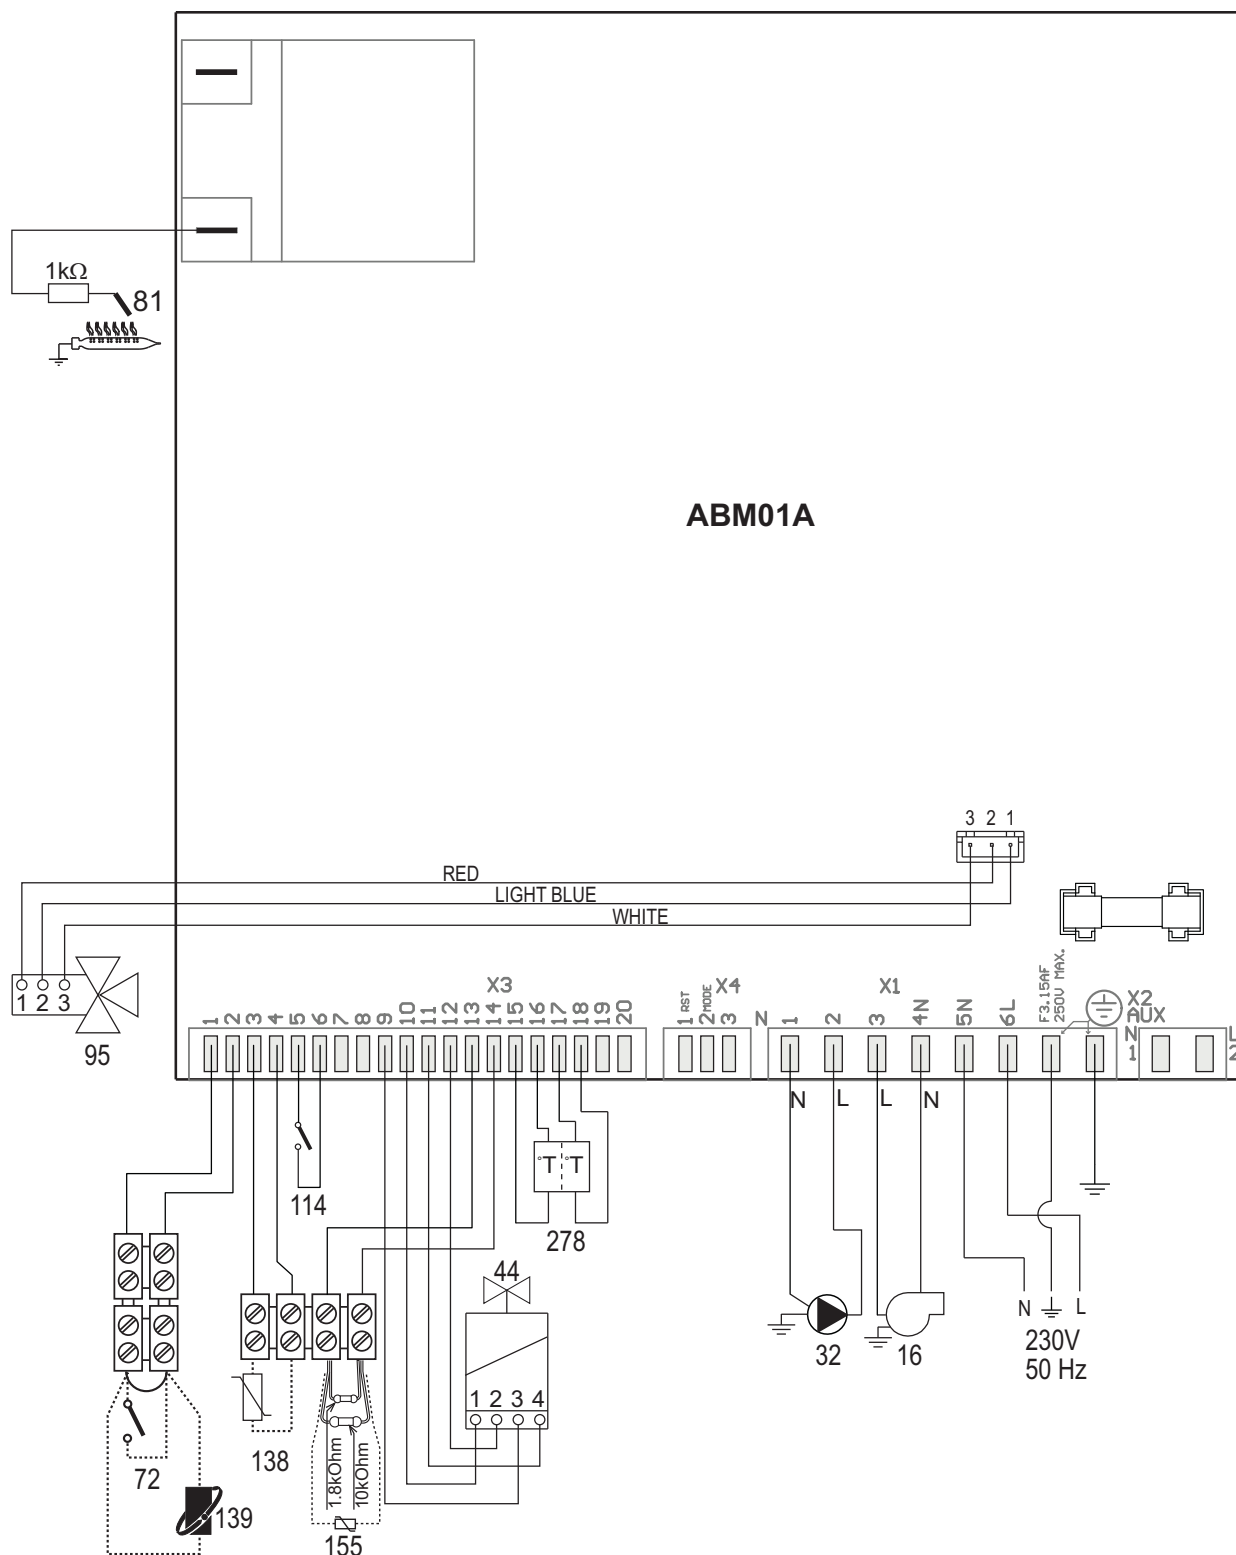 1kΩ
81
ABM01A
3 2 1
RED
LIGHT BLUE
WHITE
1 2 3
95
X3
1 2 3 4 5 6 7 8 9 10 11 12 13 14 15 16 17 18 19 20
X4
1 RST
2 MODE
3
X1
N 1 2 3 4N 5N 6L
F3.15AF
250V MAX.
X2
AUX
N
1
L
2
N L L N
114
°T °T
278
44
1 2 3 4
32
16
N L
230V
50 Hz
72
139
138
1.8kOhm
10kOhm
155